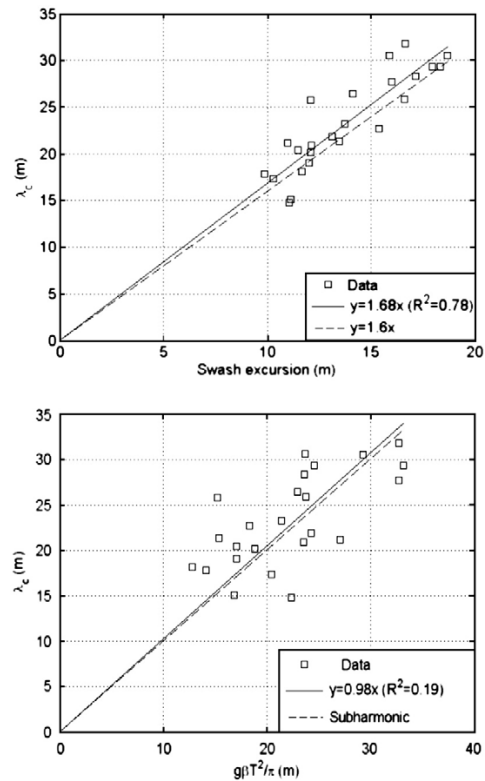 35
30
25
20
15
10
5
0
λc (m)
Data
y=1.68x (R²=0.78)
y=1.6x
0 5 10 15 20
Swash excursion (m)
35
30
25
20
15
10
5
0
λc (m)
Data
y=0.98x (R²=0.19)
Subharmonic
0 10 20 30 40
gβT²/π (m)